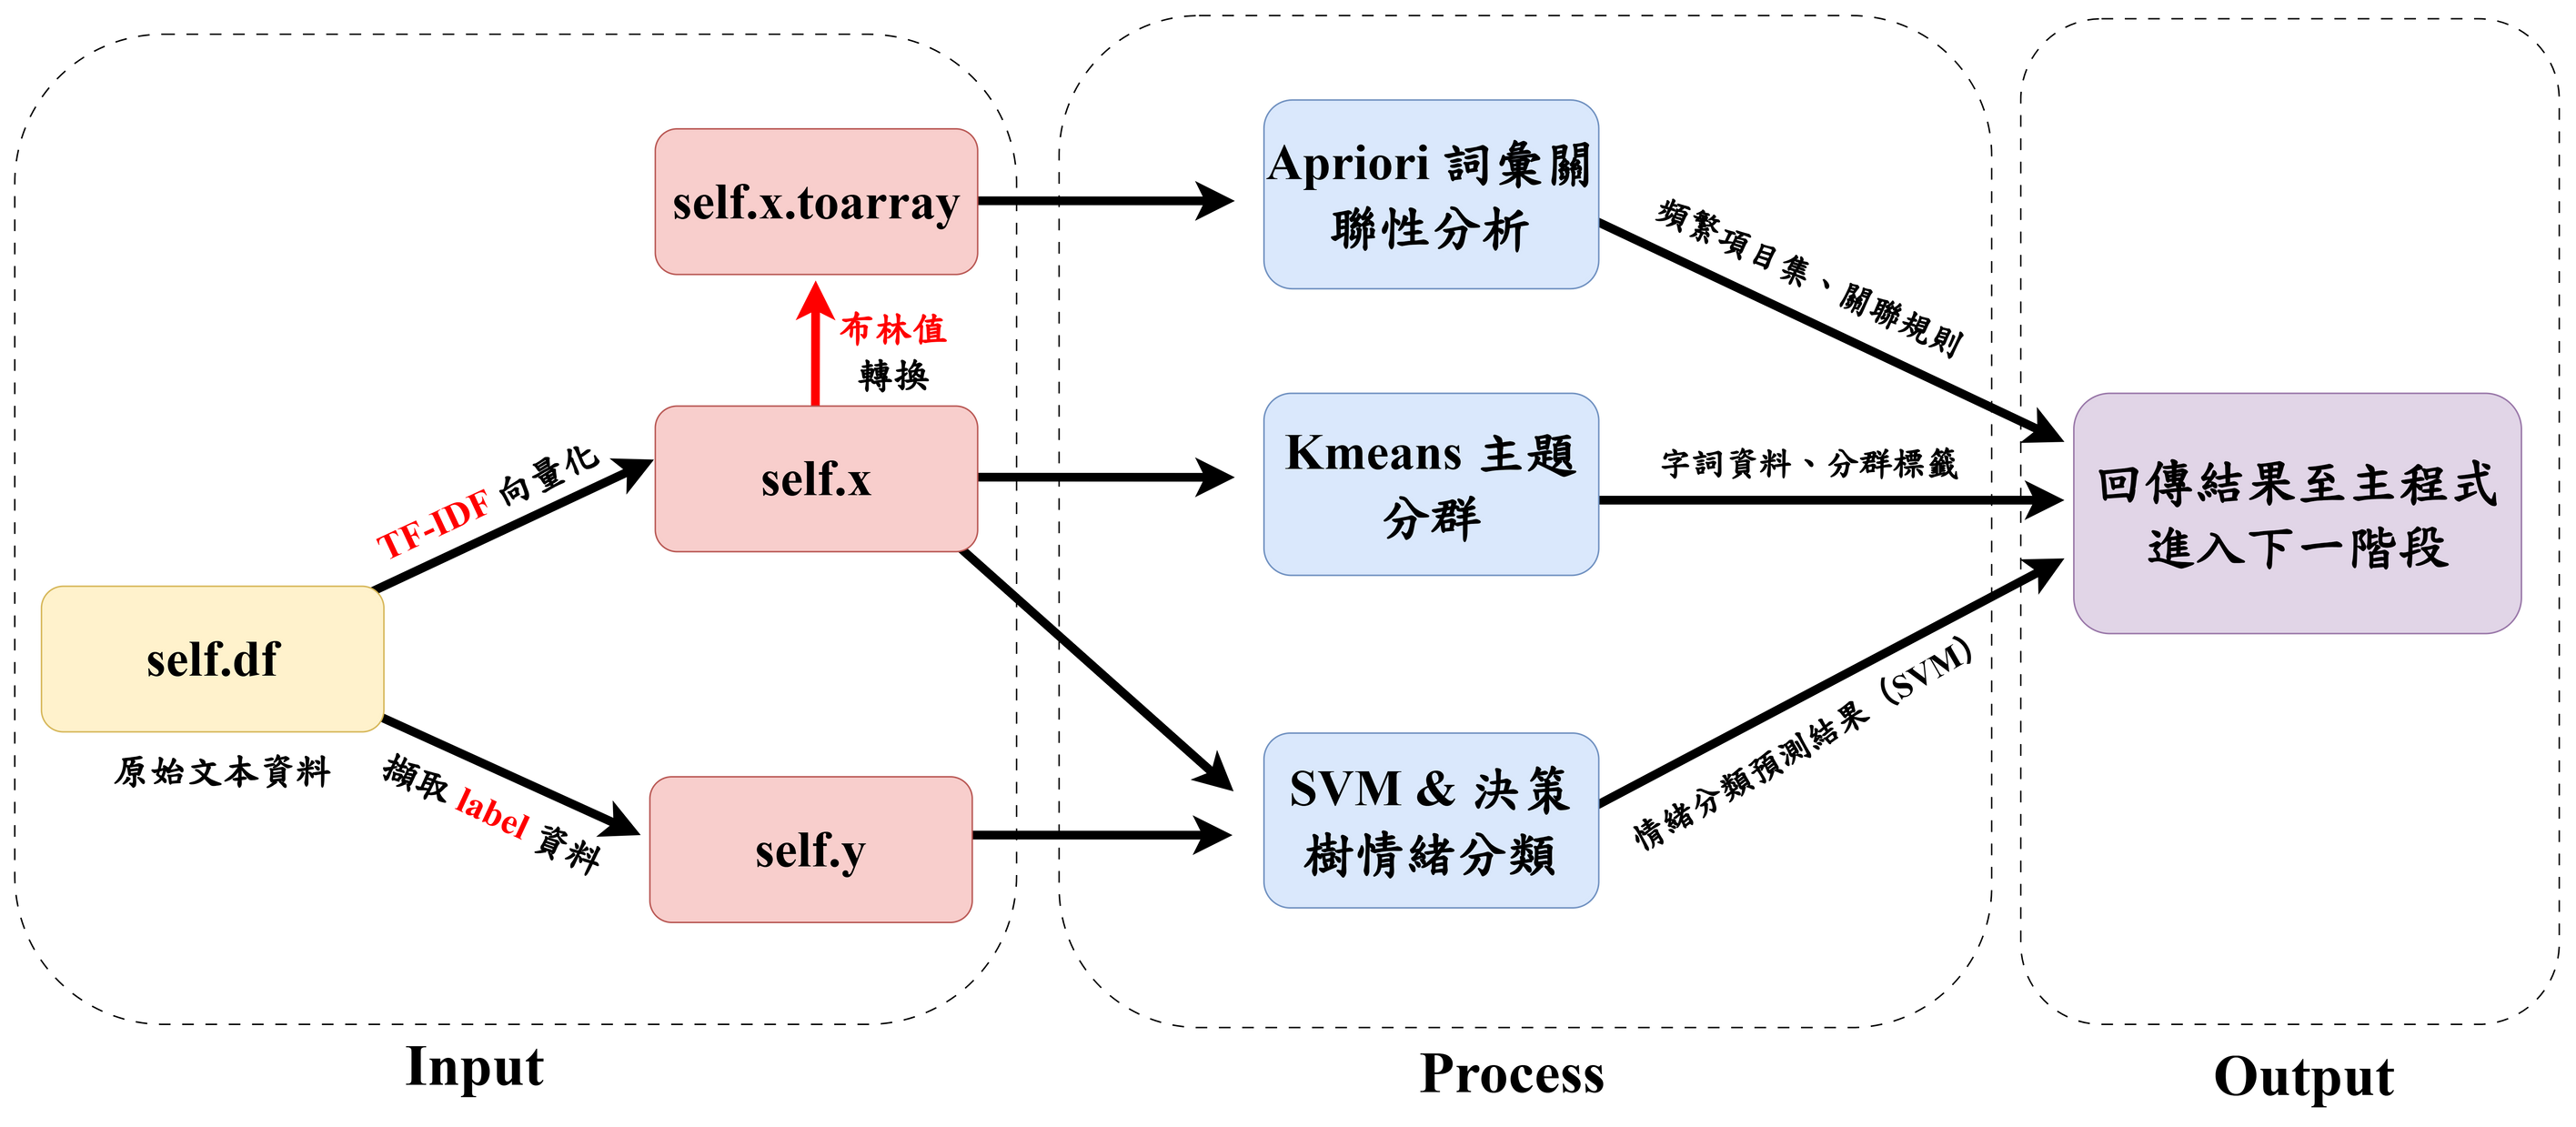 self.df
原始文本資料
TF-IDF 向量化
擷取 label 資料
self.x.toarray
布林值
轉換
self.x
self.y
Input
Apriori 詞彙關
聯性分析
Kmeans 主題
分群
SVM & 決策
樹情緒分類
頻繁項目集、關聯規則
字詞資料、分群標籤
情緒分類預測結果（SVM）
Process
回傳結果至主程式
進入下一階段
Output